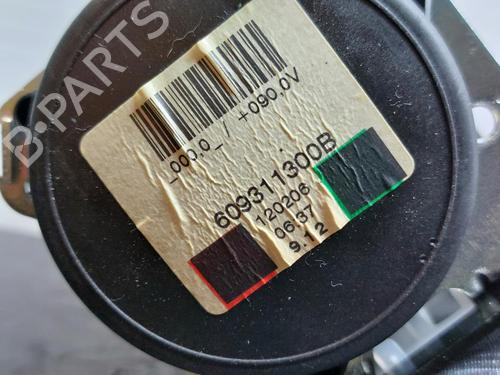 B-PARTS
_000.0_ / +090.0V
609311300B
120206
06:37
9.12